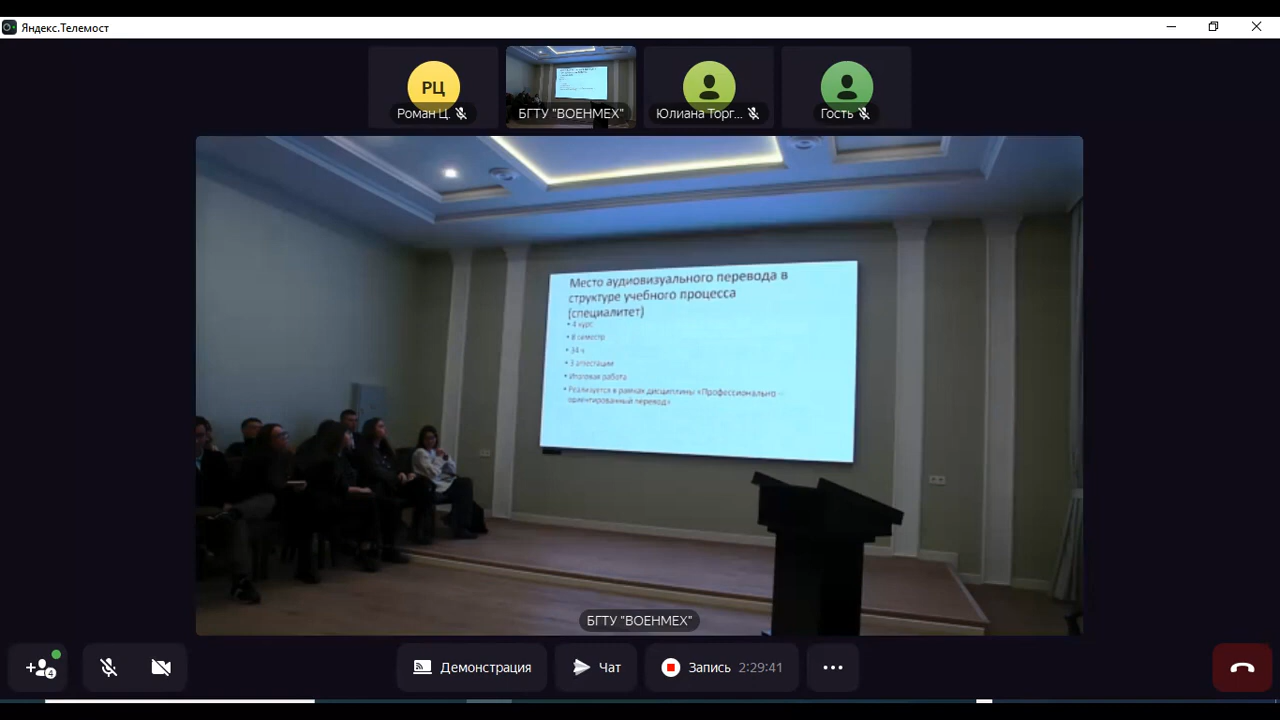 Яндекс.Телемост
РЦ
Роман Ц.
БГТУ "ВОЕНМЕХ"
Юлиана Торг...
Гость
Место аудиовизуального перевода в
структуре учебного процесса
(специалитет)
• 4 курс
• 8 семестр
• 34 ч
• 3 аттестации
• Итоговая работа
• Реализуется в рамках дисциплины «Профессионально –
ориентированный перевод»
БГТУ "ВОЕНМЕХ"
4
Демонстрация
Чат
Запись 2:29:41